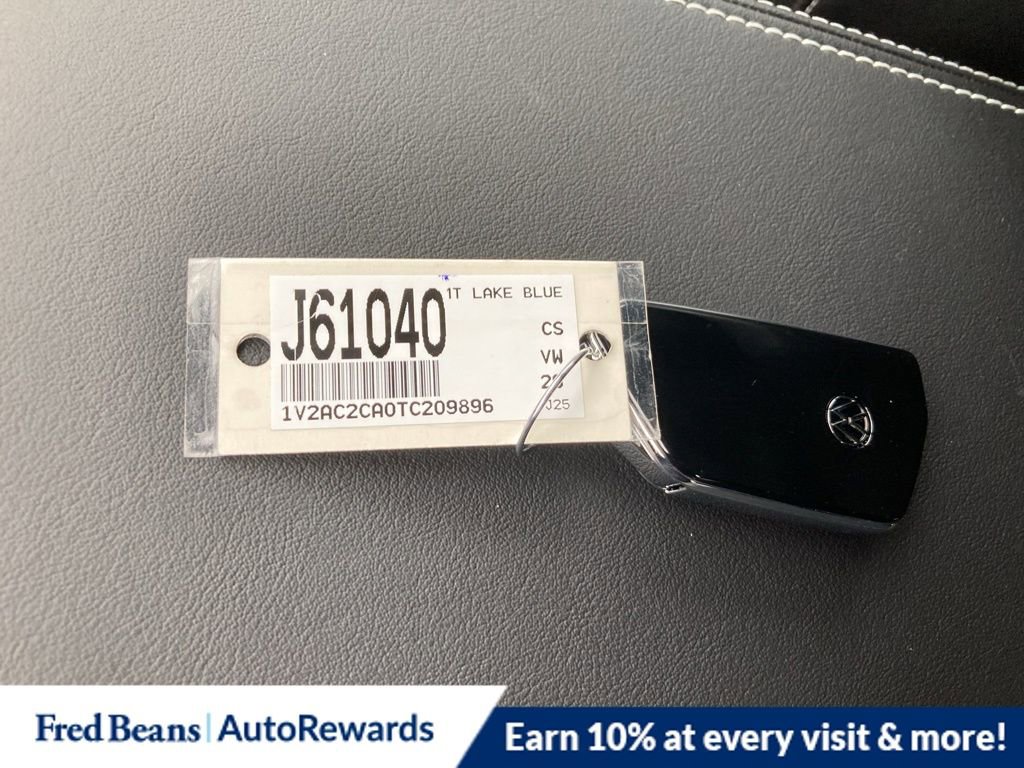 J61040 1T LAKE BLUE
CS
VW
1V2AC2CA0TC209896 J25
Fred Beans AutoRewards
Earn 10% at every visit & more!